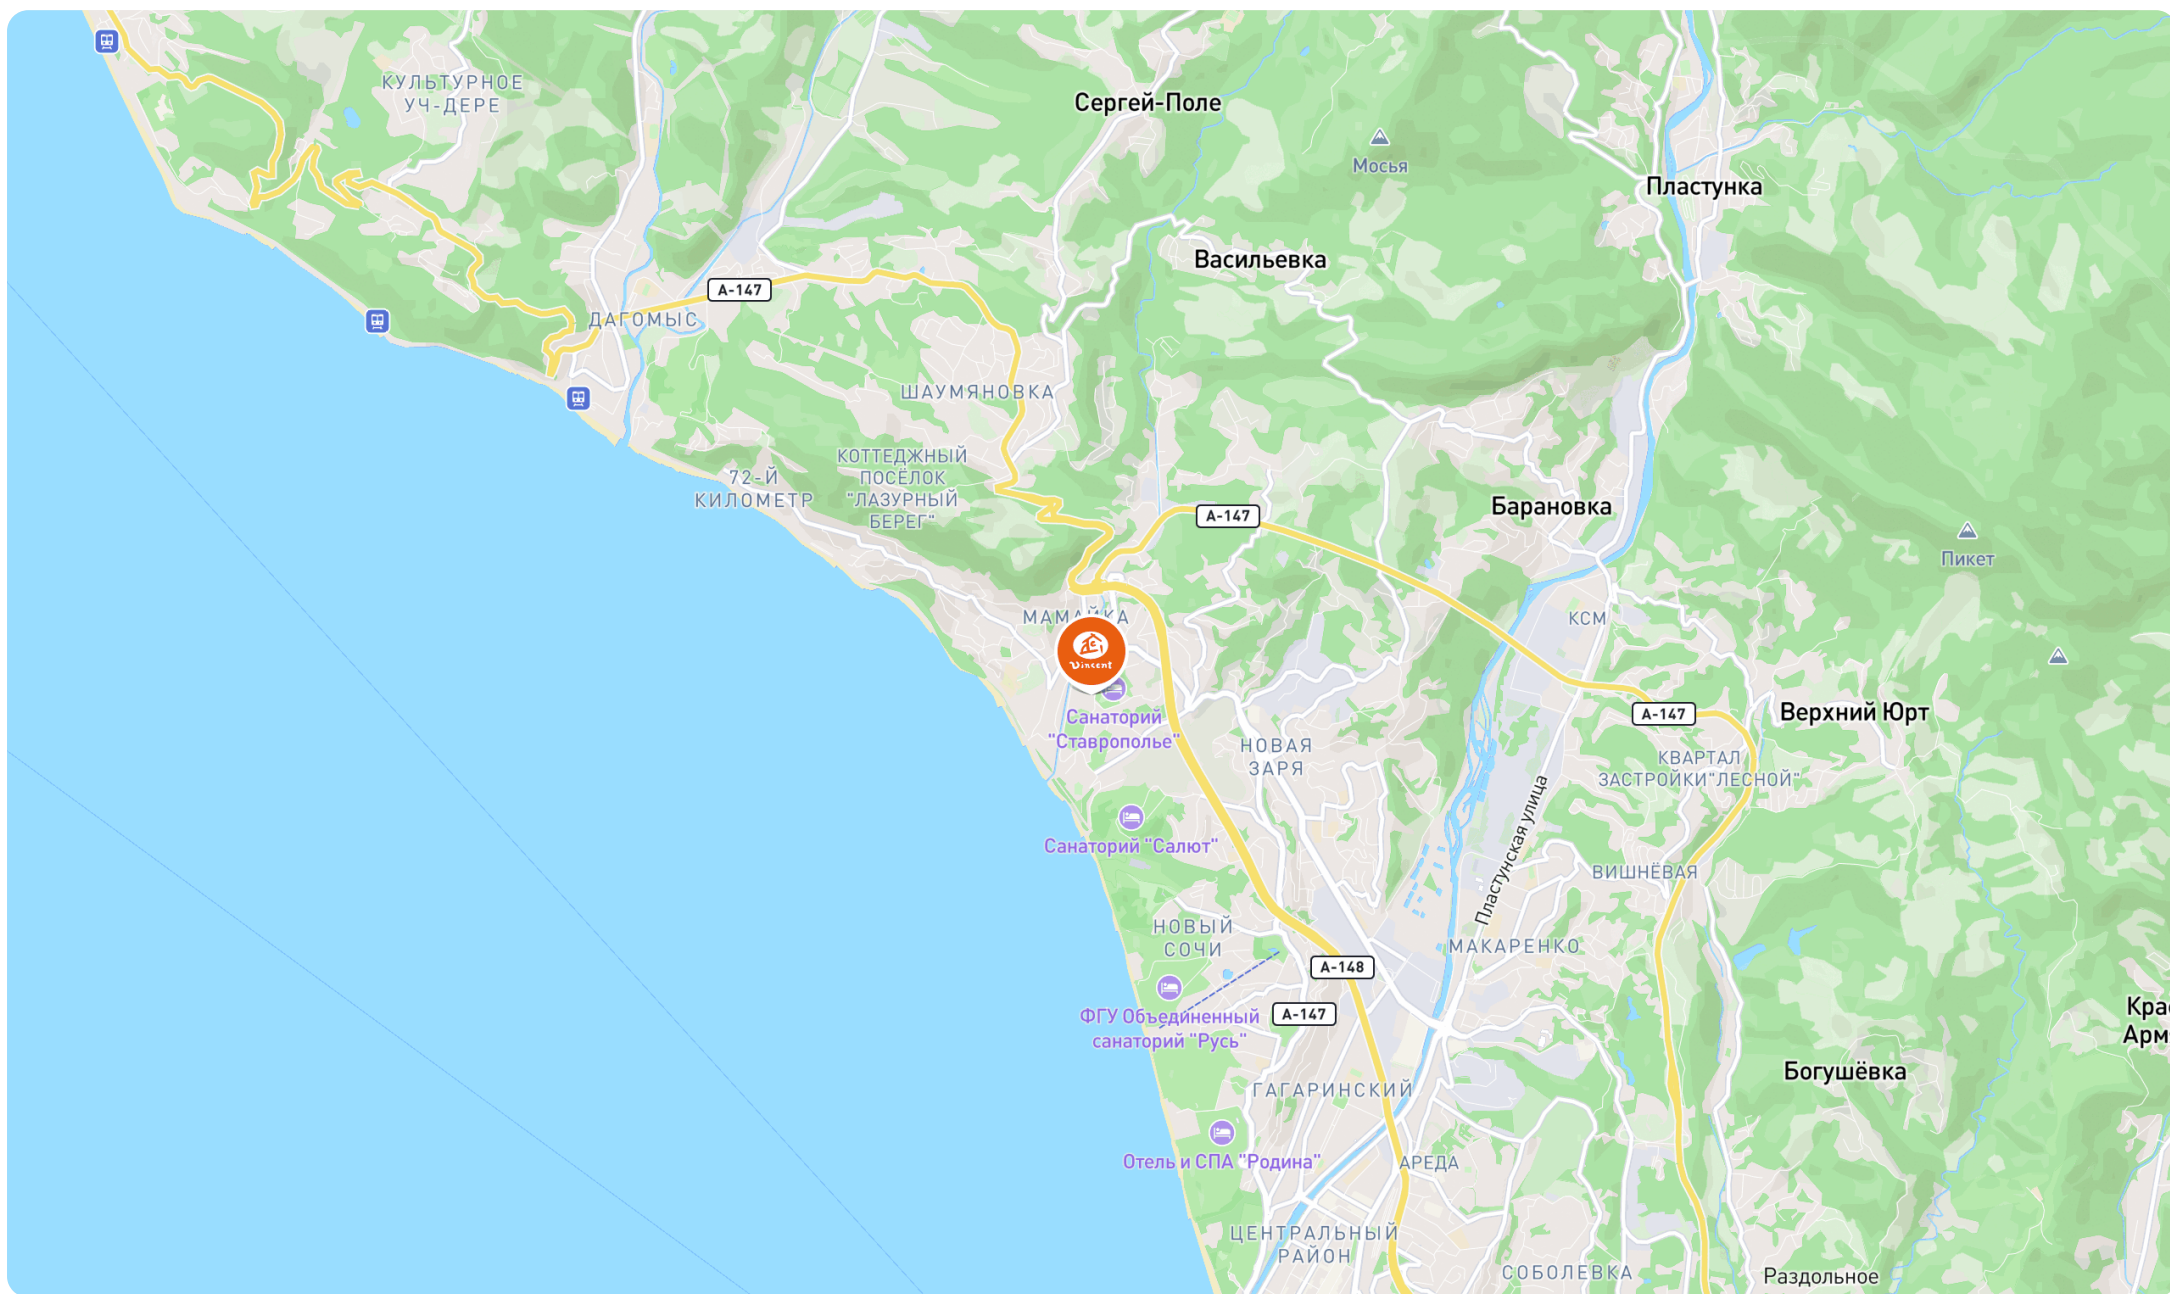 КУЛЬТУРНОЕ
УЧ-ДЕРЕ
Сергей-Поле
Мосья
Пластунка
Васильевка
А-147
ДАГОМЫС
ШАУМЯНОВКА
КОТТЕДЖНЫЙ
ПОСЁЛОК
"ЛАЗУРНЫЙ
БЕРЕГ"
72-Й
КИЛОМЕТР
А-147
Барановка
Пикет
МАМАЙКА
КСМ
Vincent
Санаторий
"Ставрополье"
А-147
Верхний Юрт
НОВАЯ
ЗАРЯ
КВАРТАЛ
ЗАСТРОЙКИ"ЛЕСНОЙ"
Пластунская улица
Санаторий "Салют"
ВИШНЁВАЯ
НОВЫЙ
СОЧИ
МАКАРЕНКО
А-148
А-147
ФГУ Объединенный
санаторий "Русь"
Крас
Арм
Богушёвка
ГАГАРИНСКИЙ
Отель и СПА "Родина"
АРЕДА
ЦЕНТРАЛЬНЫЙ
РАЙОН
СОБОЛЕВКА
Раздольное